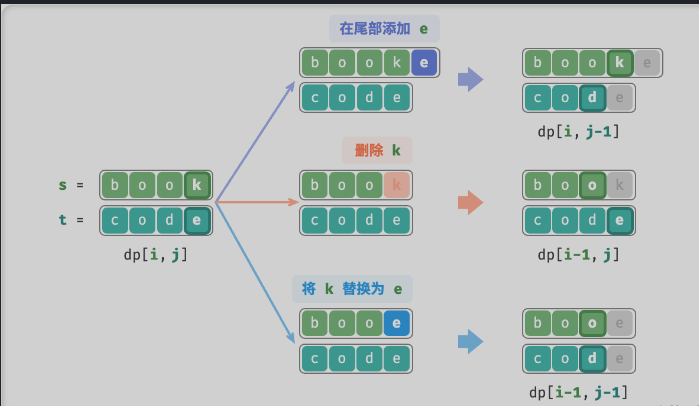 在尾部添加 e
b o o k e
c o d e
b o o k e
c o d e
dp[i, j-1]
删除 k
s = b o o k
t = c o d e
dp[i, j]
b o o k
c o d e
b o o k
c o d e
dp[i-1, j]
将 k 替换为 e
b o o e
c o d e
b o o e
c o d e
dp[i-1, j-1]